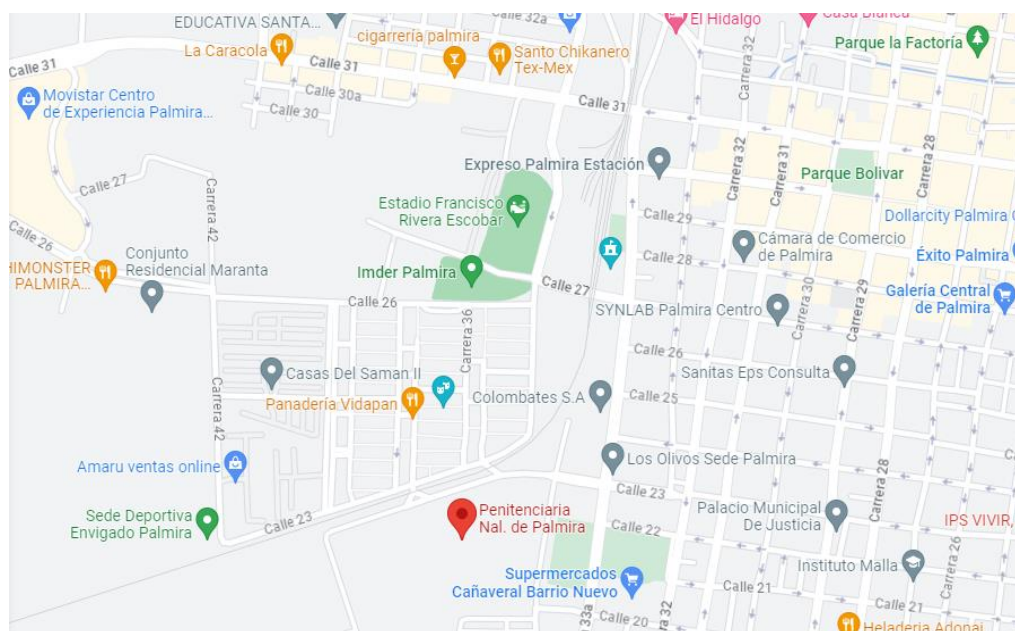 Calle 32a
El Hidalgo
Casa Blanca
Carrera 32
EDUCATIVA SANTA...
cigarrería palmira
Parque la Factoría
La Caracola
Santo Chikanero
Tex-Mex
Calle 31
Calle 31
Calle 30a
Calle 30
Calle 31
Movistar Centro
de Experiencia Palmira...
Carrera 32
Carrera 31
Carrera 28
Expreso Palmira Estación
Parque Bolivar
Calle 27
Carrera 42
Estadio Francisco
Rivera Escobar
Calle 29
Dollarcity Palmira
Calle 26
Conjunto
Residencial Maranta
Cámara de Comercio
de Palmira
Éxito Palmira
HIMONSTER
PALMIRA...
Imder Palmira
Calle 28
Calle 27
Carrera 30
Carrera 29
Galería Central
de Palmira
Calle 26
SYNLAB Palmira Centro
Carrera 36
Calle 26
Casas Del Saman II
Sanitas Eps Consulta
Panadería Vidapan
Colombates S.A
Calle 25
Carrera 42
Amaru ventas online
Los Olivos Sede Palmira
Carrera 28
Calle 23
Sede Deportiva
Envigado Palmira
Calle 23
Penitenciaria
Nal. de Palmira
Palacio Municipal
De Justicia
Calle 22
IPS VIVIR,
Carrera 26
Instituto Malla
Supermercados
Cañaveral Barrio Nuevo
Calle 21
Calle 21
33a
Calle 20
32
Heladeria Adonai